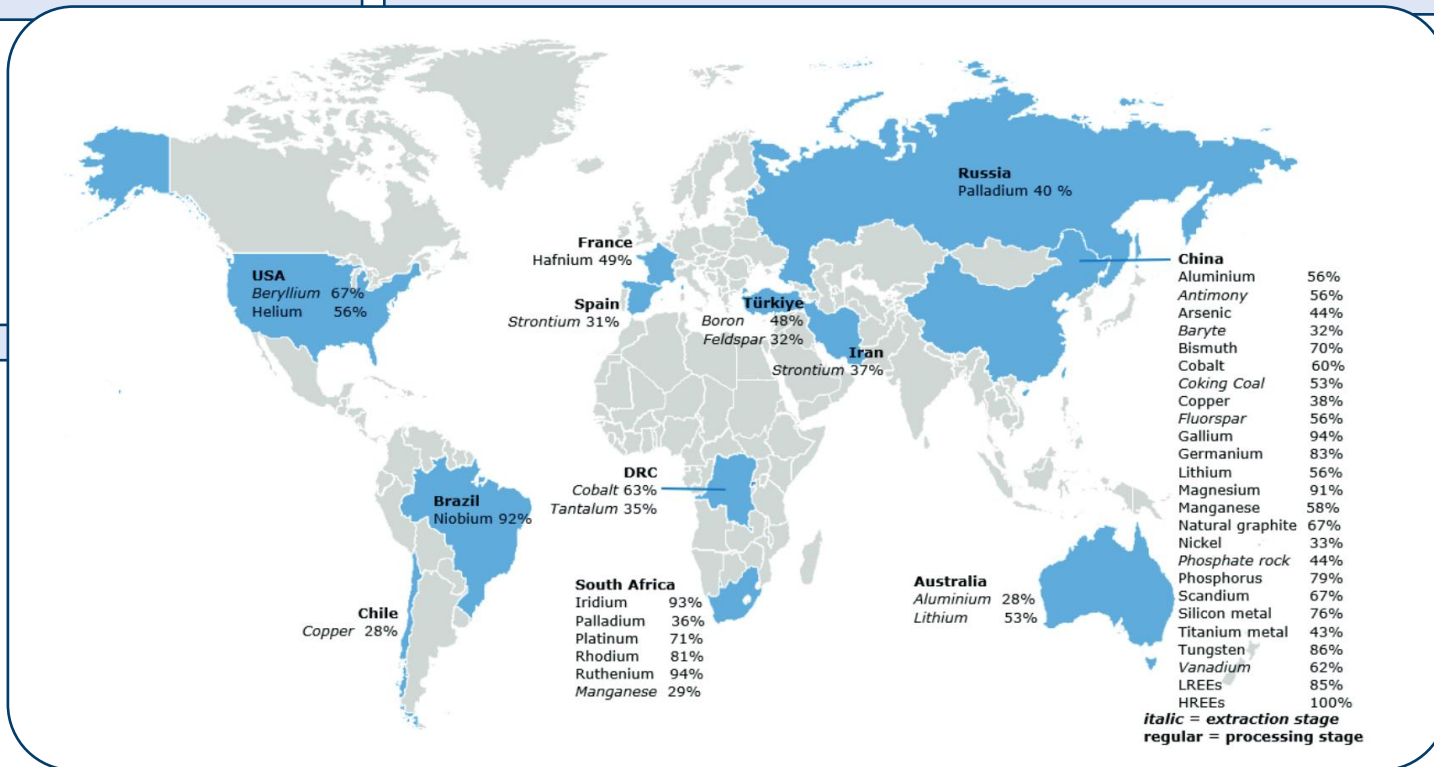 Russia
Palladium 40 %
France
Hafnium 49%
USA
Beryllium 67%
Helium 56%
Spain
Strontium 31%
Türkiye
Boron 48%
Feldspar 32%
Iran
Strontium 37%
China
Aluminium 56%
Antimony 56%
Arsenic 44%
Baryte 32%
Bismuth 70%
Cobalt 60%
Coking Coal 53%
Copper 38%
Fluorspar 56%
Gallium 94%
Germanium 83%
Lithium 56%
Magnesium 91%
Manganese 58%
Natural graphite 67%
Nickel 33%
Phosphate rock 44%
Phosphorus 79%
Scandium 67%
Silicon metal 76%
Titanium metal 43%
Tungsten 86%
Vanadium 62%
LREEs 85%
HREEs 100%
DRC
Cobalt 63%
Tantalum 35%
Brazil
Niobium 92%
South Africa
Iridium 93%
Palladium 36%
Platinum 71%
Rhodium 81%
Ruthenium 94%
Manganese 29%
Australia
Aluminium 28%
Lithium 53%
Chile
Copper 28%
italic = extraction stage
regular = processing stage